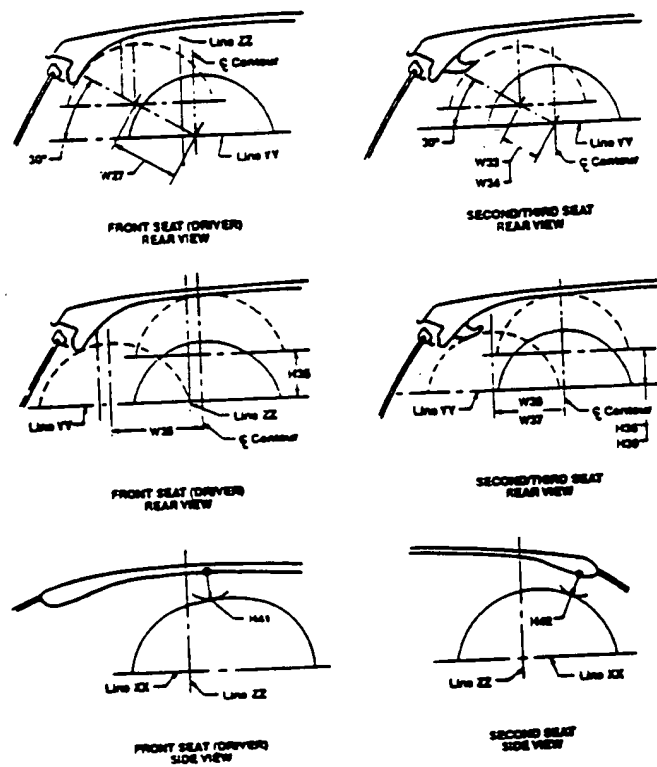 Line ZZ
℄ Contour
30°
W27
Line YY
FRONT SEAT (DRIVER)
REAR VIEW
30°
W33
W34
Line YY
℄ Contour
SECOND/THIRD SEAT
REAR VIEW
H35
Line YY
W35
Line ZZ
℄ Contour
FRONT SEAT (DRIVER)
REAR VIEW
Line YY
W36
W37
℄ Contour
H36
SECOND/THIRD SEAT
REAR VIEW
H41
Line XX
Line ZZ
FRONT SEAT (DRIVER)
SIDE VIEW
H42
Line ZZ
Line XX
SECOND SEAT
SIDE VIEW